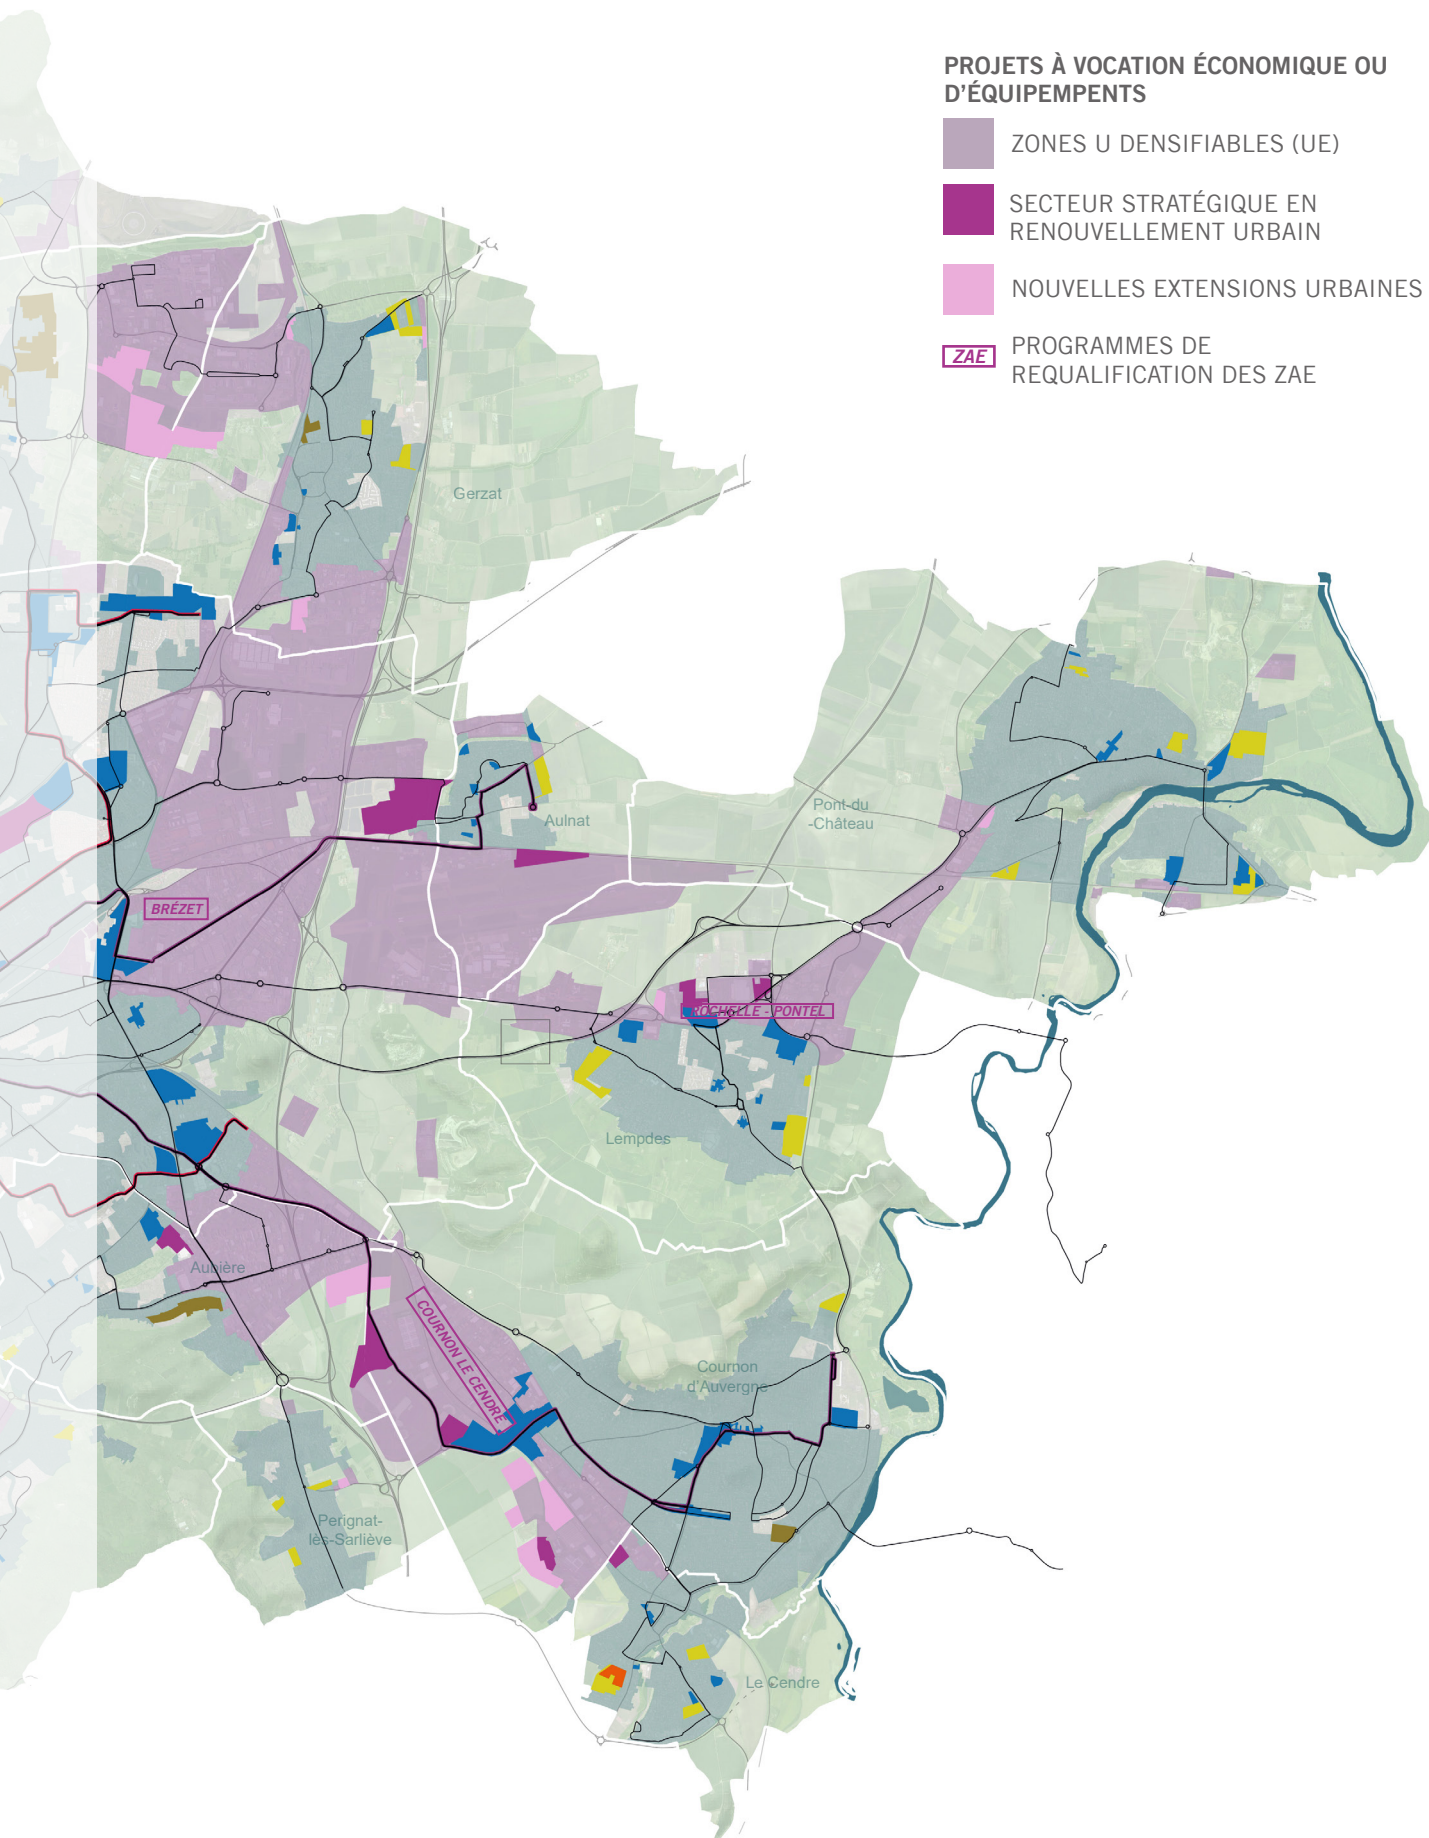 PROJETS À VOCATION ÉCONOMIQUE OU
D'ÉQUIPEMPENTS
ZONES U DENSIFIABLES (UE)
SECTEUR STRATÉGIQUE EN
RENOUVELLEMENT URBAIN
NOUVELLES EXTENSIONS URBAINES
ZAE
PROGRAMMES DE
REQUALIFICATION DES ZAE
Gerzat
Pont-du
-Château
Aulnat
BRÉZET
ROCHELLE - PONTEL
Lempdes
Aubière
COURNON LE CENDRE
Cournon
d'Auvergne
Perignat-
lès-Sarliève
Le Cendre